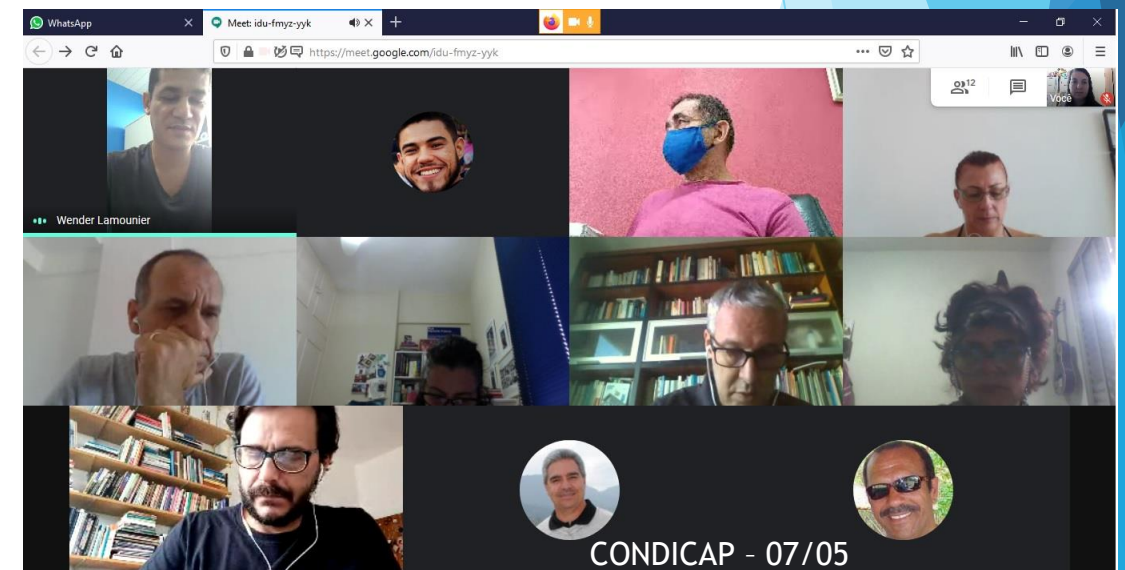 WhatsApp
Meet: idu-fmyz-yyk
https://meet.google.com/idu-fmyz-yyk
12
Você
Wender Lamounier
CONDICAP – 07/05